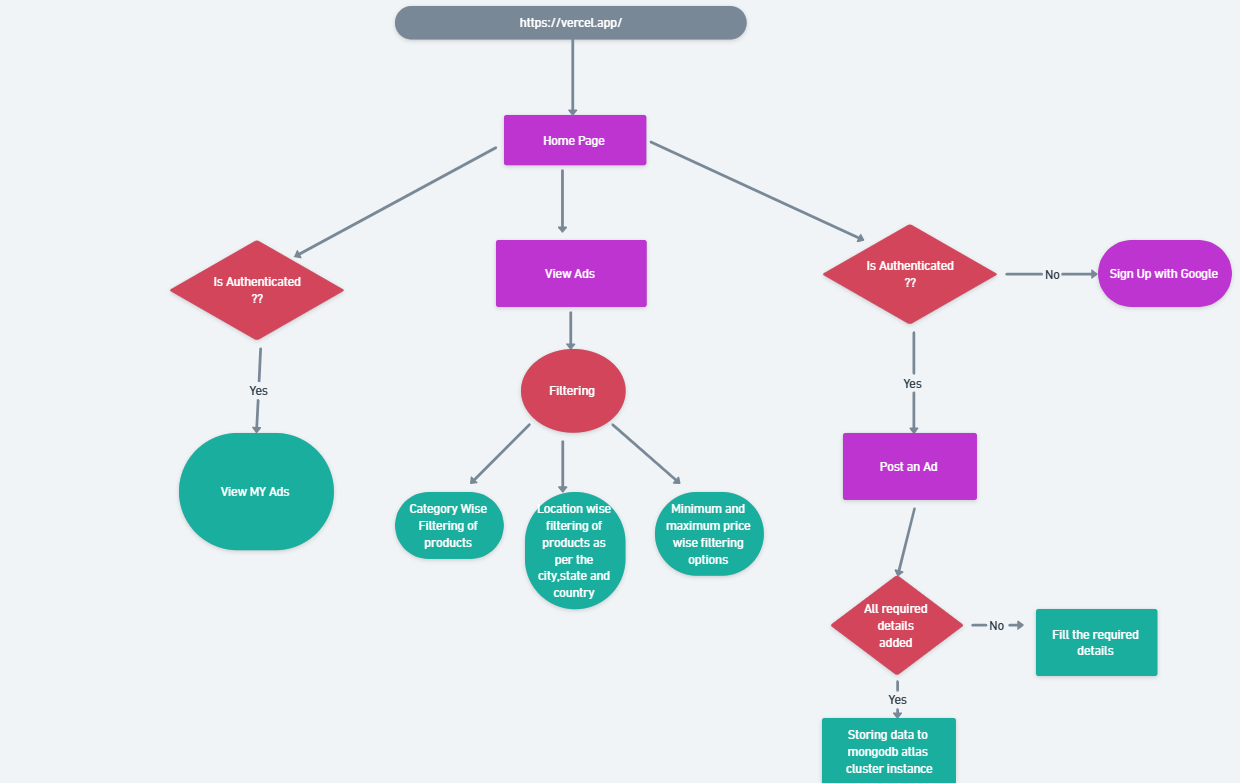 https://vercel.app/
Home Page
Is Authenticated
??
View Ads
Is Authenticated
??
No
Sign Up with Google
Yes
Filtering
Yes
View MY Ads
Category Wise
Filtering of
products
Location wise
filtering of
products as
per the
city,state and
country
Minimum and
maximum price
wise filtering
options
Post an Ad
All required
details
added
No
Fill the required
details
Yes
Storing data to
mongodb atlas
cluster instance